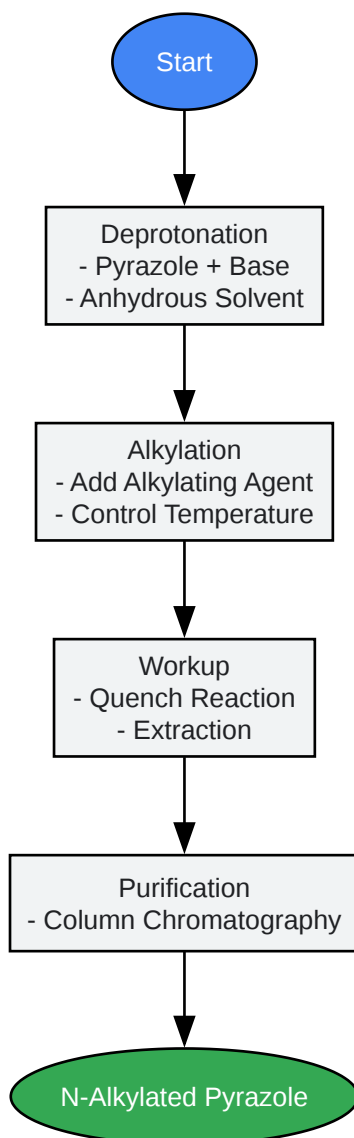 Start
Deprotonation
- Pyrazole + Base
- Anhydrous Solvent
Alkylation
- Add Alkylating Agent
- Control Temperature
Workup
- Quench Reaction
- Extraction
Purification
- Column Chromatography
N-Alkylated Pyrazole